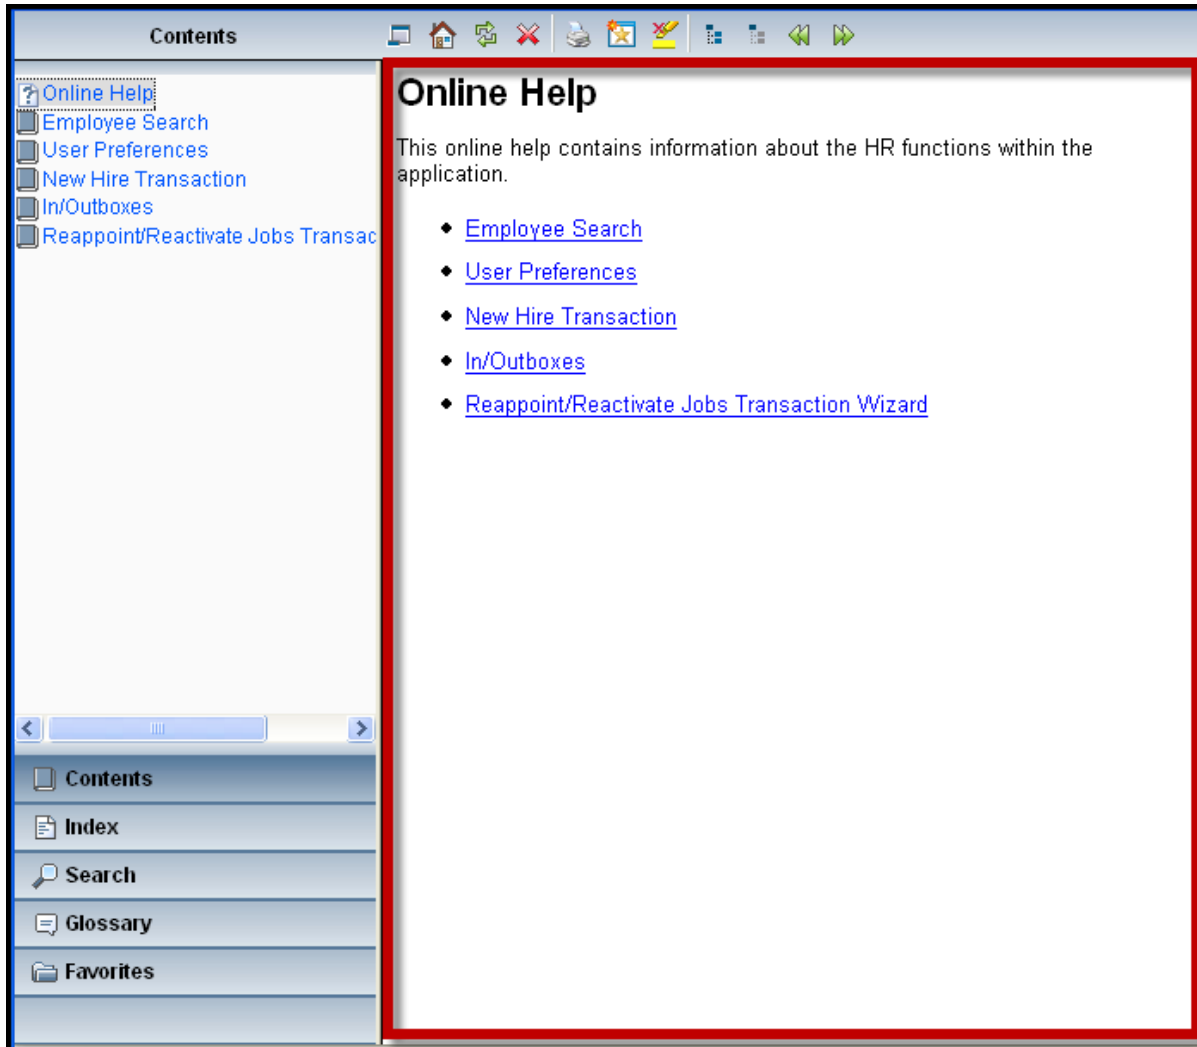 Contents
Online Help
Employee Search
User Preferences
New Hire Transaction
In/Outboxes
Reappoint/Reactivate Jobs Transac
Contents
Index
Search
Glossary
Favorites
Online Help
This online help contains information about the HR functions within the
application.
Employee Search
User Preferences
New Hire Transaction
In/Outboxes
Reappoint/Reactivate Jobs Transaction Wizard